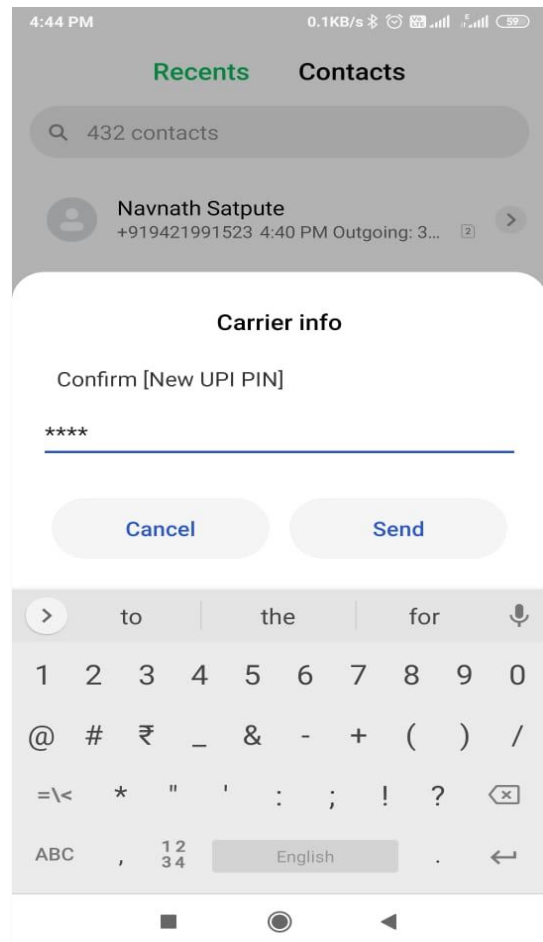 4:44 PM 0.1KB/s 59
Recents Contacts
432 contacts
Navnath Satpute
+919421991523 4:40 PM Outgoing: 3... 2
Carrier info
Confirm [New UPI PIN]
****
Cancel Send
to the for
1 2 3 4 5 6 7 8 9 0
@ # ₹ _ & - + ( ) /
=\< * " ' : ; ! ?
ABC , 12 34 English .